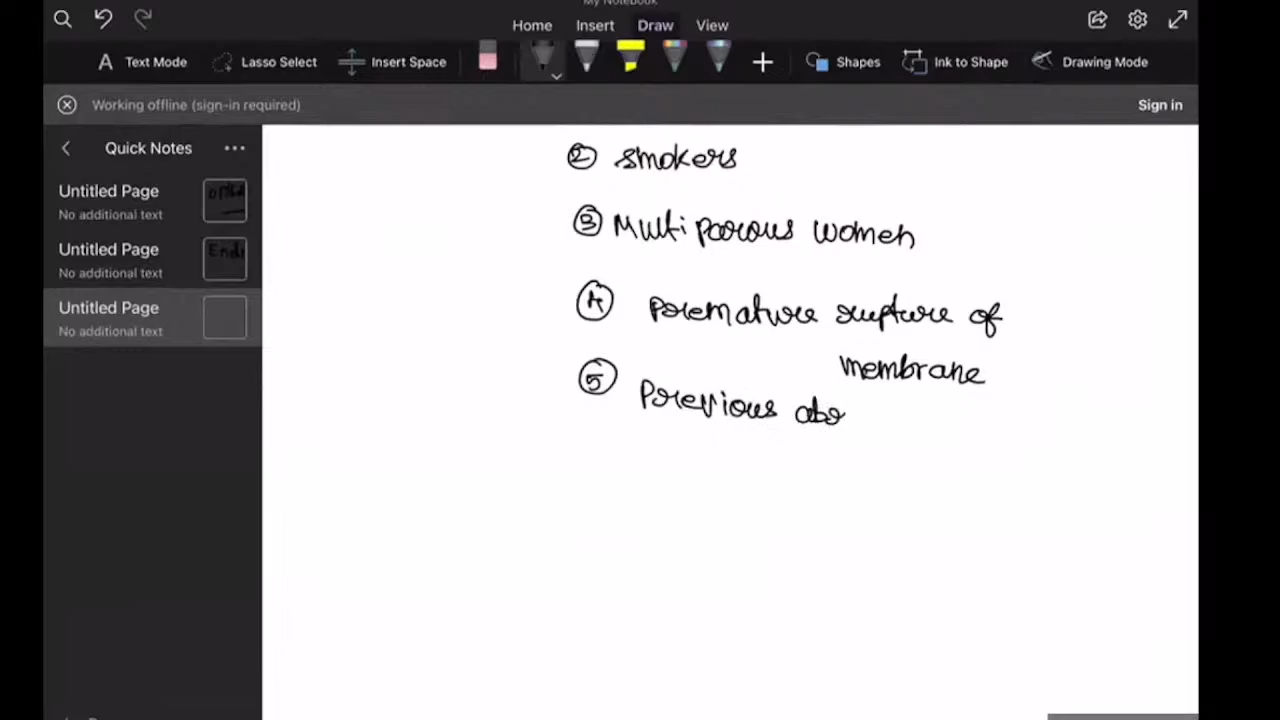 My Notebook
Home Insert Draw View
Text Mode Lasso Select Insert Space Shapes Ink to Shape Drawing Mode
Working offline (sign-in required) Sign in
Quick Notes
Untitled Page
No additional text
Untitled Page
No additional text
Untitled Page
No additional text
② smokers
③ Multiparous women
④ Premature rupture of
membrane
⑤ Previous abr